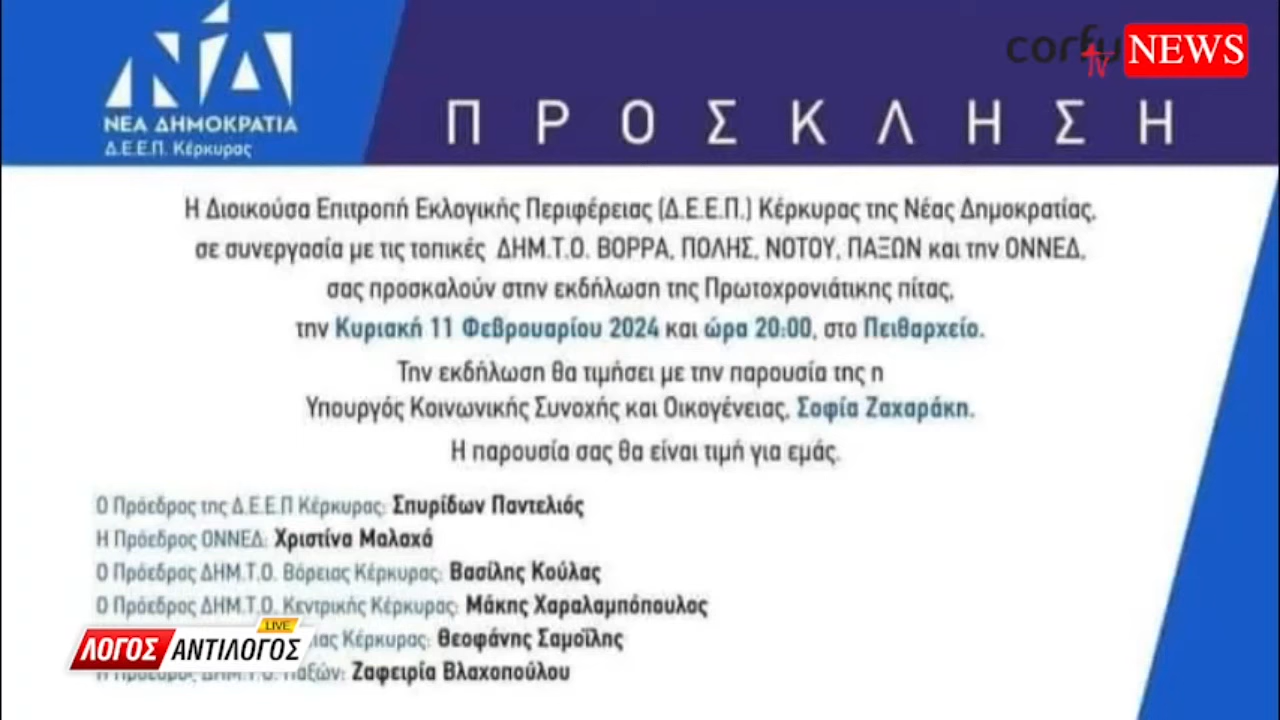 corfu
tv
NEWS
ΝΔ
ΝΕΑ ΔΗΜΟΚΡΑΤΙΑ
Δ.Ε.Ε.Π. Κέρκυρας
ΠΡΟΣΚΛΗΣΗ
Η Διοικούσα Επιτροπή Εκλογικής Περιφέρειας (Δ.Ε.Ε.Π.) Κέρκυρας της Νέας Δημοκρατίας,
σε συνεργασία με τις τοπικές ΔΗΜ.Τ.Ο. ΒΟΡΡΑ, ΠΟΛΗΣ, ΝΟΤΟΥ, ΠΑΞΩΝ και την ΟΝΝΕΔ,
σας προσκαλούν στην εκδήλωση της Πρωτοχρονιάτικης πίτας,
την Κυριακή 11 Φεβρουαρίου 2024 και ώρα 20:00, στο Πειθαρχείο.
Την εκδήλωση θα τιμήσει με την παρουσία της η
Υπουργός Κοινωνικής Συνοχής και Οικογένειας, Σοφία Ζαχαράκη.
Η παρουσία σας θα είναι τιμή για εμάς.
Ο Πρόεδρος της Δ.Ε.Ε.Π Κέρκυρας: Σπυρίδων Παντελιός
Η Πρόεδρος ΟΝΝΕΔ: Χριστίνα Μαλαχά
Ο Πρόεδρος ΔΗΜ.Τ.Ο. Βόρειας Κέρκυρας: Βασίλης Κούλας
Ο Πρόεδρος ΔΗΜ.Τ.Ο. Κεντρικής Κέρκυρας: Μάκης Χαραλαμπόπουλος
ιας Κέρκυρας: Θεοφάνης Σαμοΐλης
Η Πρόεδρος ΔΗΜ.Τ.Ο. Παξών: Ζαφειρία Βλαχοπούλου
LIVE
ΛΟΓΟΣ ΑΝΤΙΛΟΓΟΣ